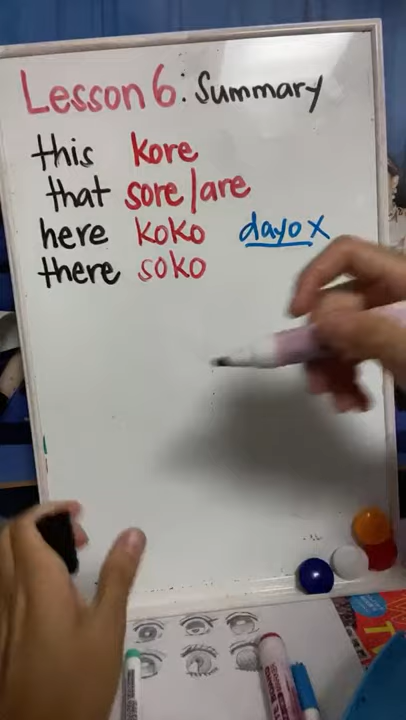 Lesson 6: Summary
this kore
that sore/are
here koko dayo x
there soko